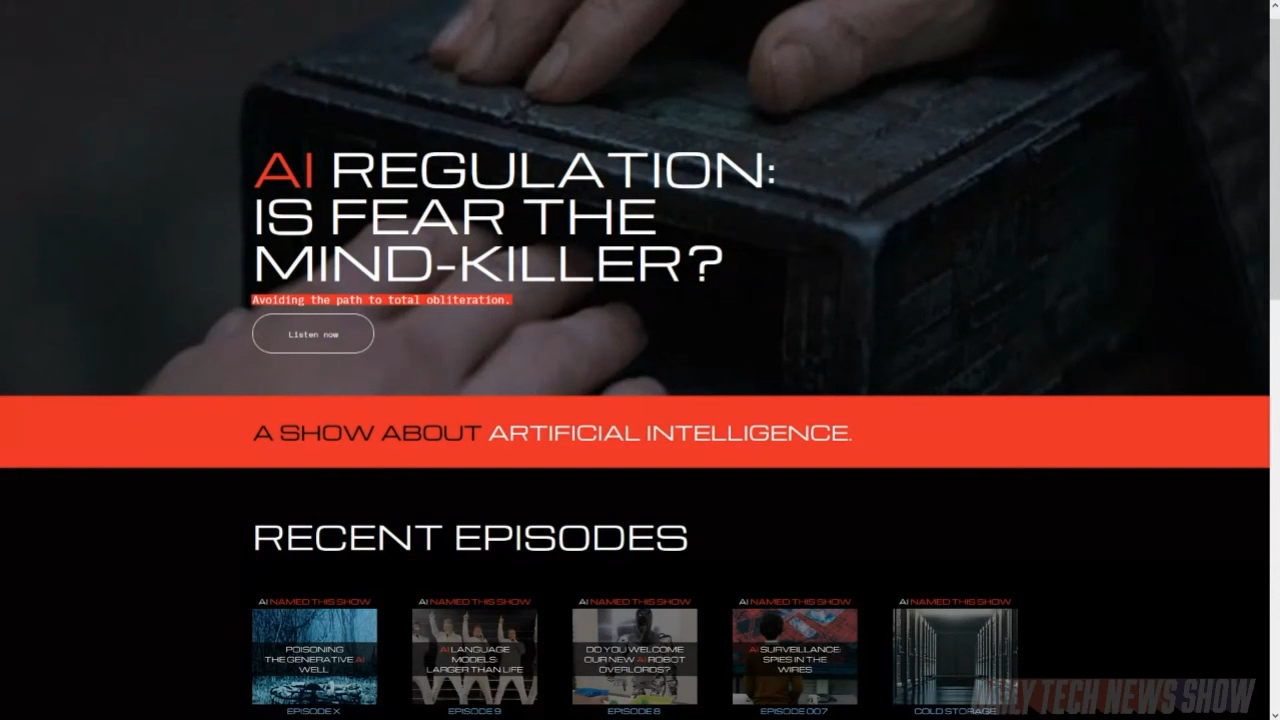 AI REGULATION:
IS FEAR THE
MIND-KILLER?
Avoiding the path to total obliteration.
Listen now
A SHOW ABOUT ARTIFICIAL INTELLIGENCE.
RECENT EPISODES
AI NAMED THIS SHOW
POISONING
THE GENERATIVE AI
WELL
EPISODE X
AI NAMED THIS SHOW
AI LANGUAGE
MODELS:
LARGER THAN LIFE
EPISODE 9
AI NAMED THIS SHOW
DO YOU WELCOME
OUR NEW AI ROBOT
OVERLORDS?
EPISODE 8
AI NAMED THIS SHOW
AI SURVEILLANCE:
SPIES IN THE
WIRES
EPISODE 007
AI NAMED THIS SHOW
COLD STORAGE
DAILY TECH NEWS SHOW